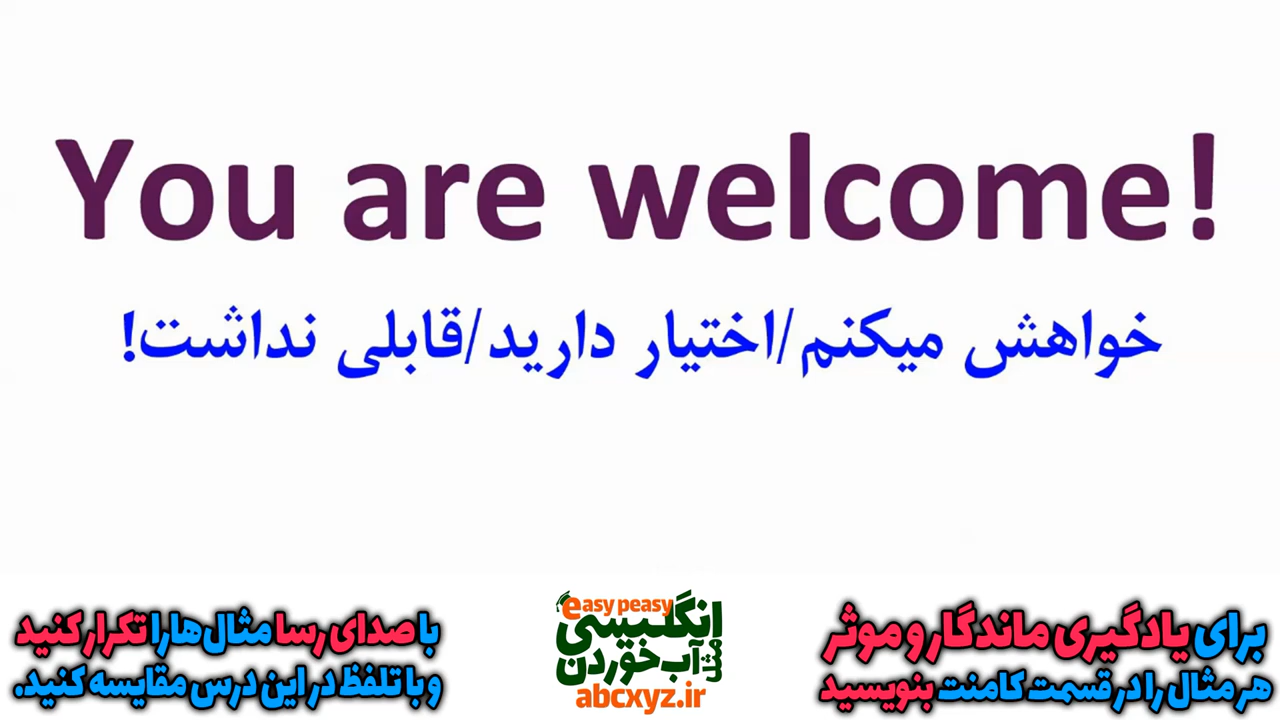 You are welcome!
خواهش میکنم/اختیار دارید/قابلی نداشت!
برای یادگیری ماندگار و موثر
هر مثال را در قسمت کامنت بنویسید
easy peasy
انگلیسی
مثل آب خوردن
abcxyz.ir
با صدای رسا مثال‌ها را تکرار کنید
و با تلفظ در این درس مقایسه کنید.